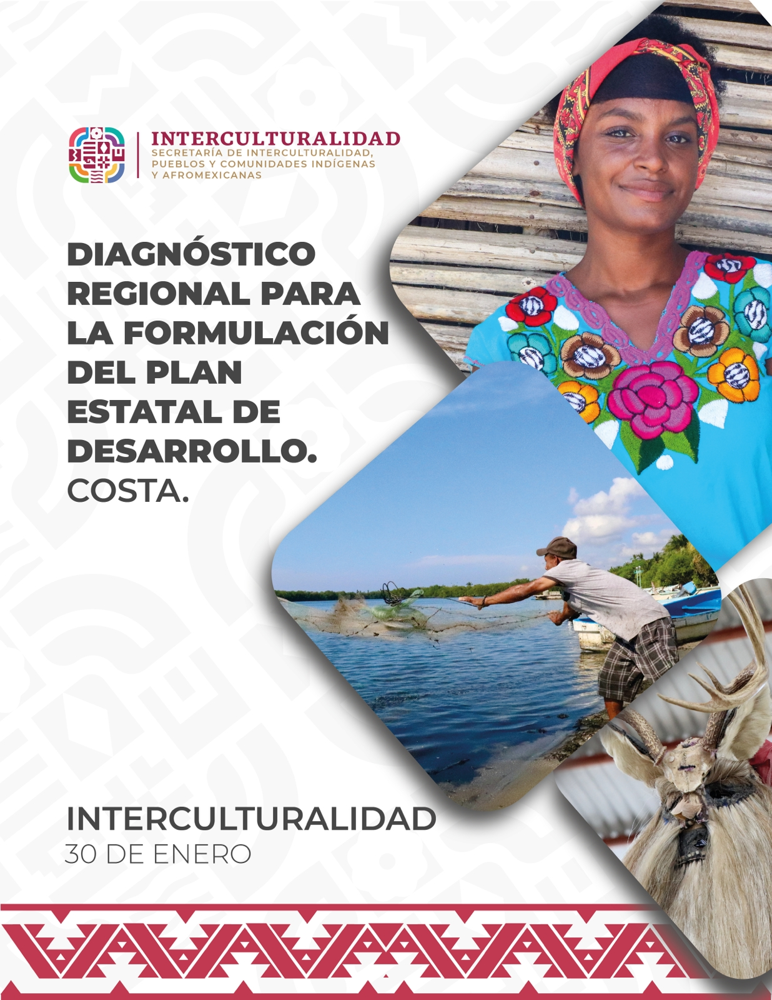 INTERCULTURALIDAD
SECRETARÍA DE INTERCULTURALIDAD,
PUEBLOS Y COMUNIDADES INDÍGENAS
Y AFROMEXICANAS
DIAGNÓSTICO
REGIONAL PARA
LA FORMULACIÓN
DEL PLAN
ESTATAL DE
DESARROLLO.
COSTA.
INTERCULTURALIDAD
30 DE ENERO